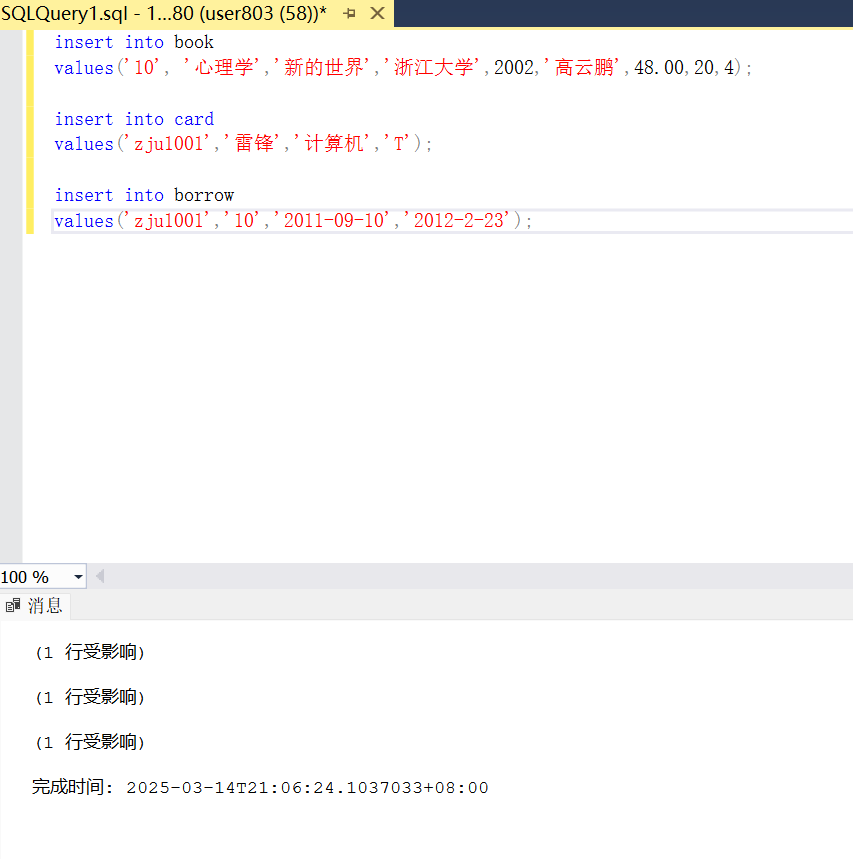 SQLQuery1.sql - 1...80 (user803 (58))*
insert into book
values('10', '心理学','新的世界','浙江大学',2002,'高云鹏',48.00,20,4);
insert into card
values('zju1001','雷锋','计算机','T');
insert into borrow
values('zju1001','10','2011-09-10','2012-2-23');
100 %
消息
(1 行受影响)
(1 行受影响)
(1 行受影响)
完成时间: 2025-03-14T21:06:24.1037033+08:00